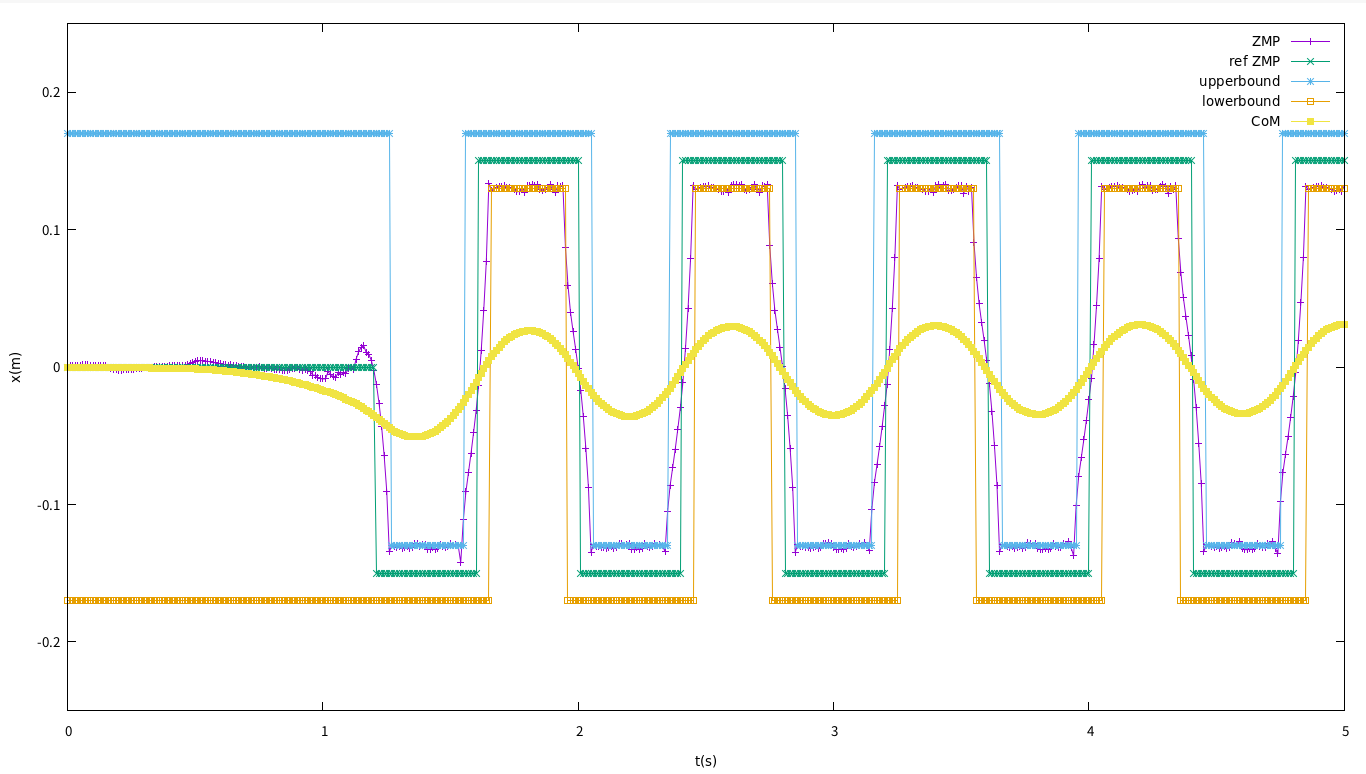 ZMP
ref ZMP
upperbound
lowerbound
CoM
0.2
0.1
0
-0.1
-0.2
x(m)
0 1 2 3 4 5
t(s)